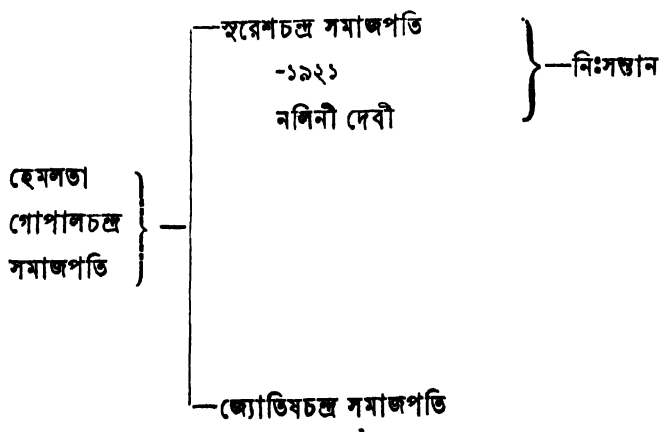 সুরেশচন্দ্র সমাজপতি
-১৯২১
নলিনী দেবী
নিঃসন্তান
হেমলতা
গোপালচন্দ্র
সমাজপতি
জ্যোতিষচন্দ্র সমাজপতি